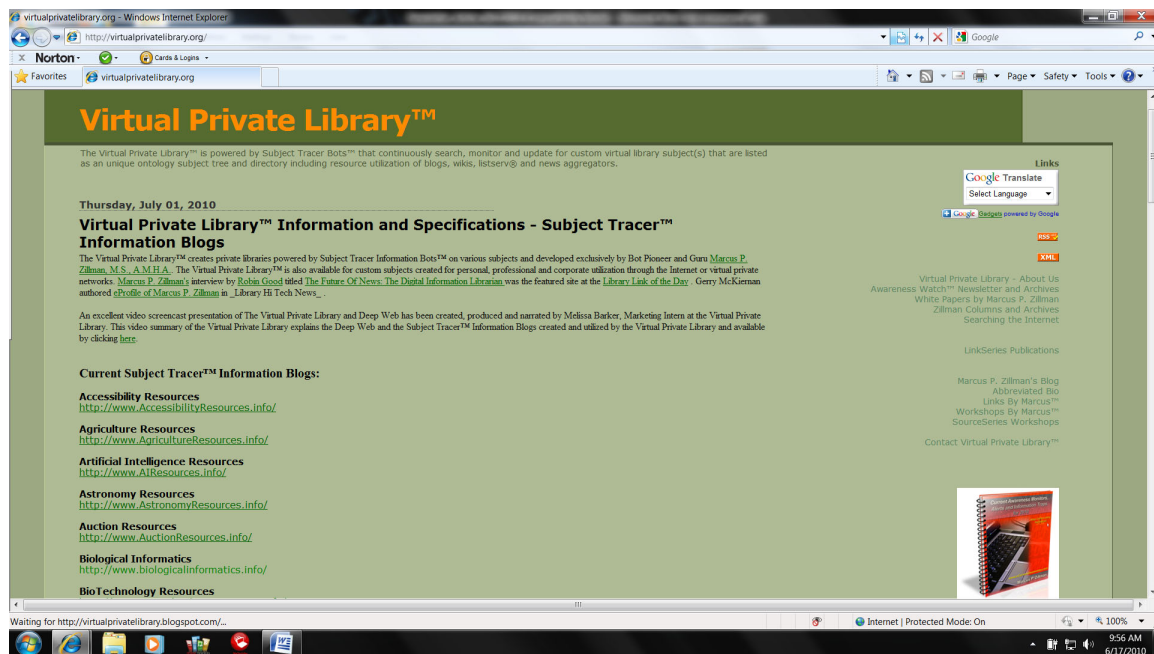 virtualprivatelibrary.org - Windows Internet Explorer
http://virtualprivatelibrary.org/
Google
x Norton
Cards & Logins
Favorites
virtualprivatelibrary.org
Page Safety Tools
Virtual Private Library™
The Virtual Private Library™ is powered by Subject Tracer Bots™ that continuously search, monitor and update for custom virtual library subject(s) that are listed
as an unique ontology subject tree and directory including resource utilization of blogs, wikis, listserv® and news aggregators.
Thursday, July 01, 2010
Virtual Private Library™ Information and Specifications - Subject Tracer™
Information Blogs
The Virtual Private Library™ creates private libraries powered by Subject Tracer Information Bots™ on various subjects and developed exclusively by Bot Pioneer and Guru Marcus P.
Zillman, M.S., A.M.H.A.. The Virtual Private Library™ is also available for custom subjects created for personal, professional and corporate utilization through the Internet or virtual private
networks. Marcus P. Zillman's interview by Robin Good titled The Future Of News: The Digital Information Librarian was the featured site at the Library Link of the Day . Gerry McKiernan
authored eProfile of Marcus P. Zillman in _Library Hi Tech News_ .
An excellent video screencast presentation of The Virtual Private Library and Deep Web has been created, produced and narrated by Melissa Barker, Marketing Intern at the Virtual Private
Library. This video summary of the Virtual Private Library explains the Deep Web and the Subject Tracer™ Information Blogs created and utilized by the Virtual Private Library and available
by clicking here.
Current Subject Tracer™ Information Blogs:
Accessibility Resources
http://www.AccessibilityResources.info/
Agriculture Resources
http://www.AgricultureResources.info/
Artificial Intelligence Resources
http://www.AIResources.info/
Astronomy Resources
http://www.AstronomyResources.info/
Auction Resources
http://www.AuctionResources.info/
Biological Informatics
http://www.biologicalinformatics.info/
BioTechnology Resources
Links
Google Translate
Select Language
Google Gadgets powered by Google
RSS
XML
Virtual Private Library - About Us
Awareness Watch™ Newsletter and Archives
White Papers by Marcus P. Zillman
Zillman Columns and Archives
Searching the Internet
LinkSeries Publications
Marcus P. Zillman's Blog
Abbreviated Bio
Links By Marcus™
Workshops By Marcus™
SourceSeries Workshops
Contact Virtual Private Library™
Waiting for http://virtualprivatelibrary.blogspot.com/...
Internet | Protected Mode: On
100%
9:56 AM
6/17/2010